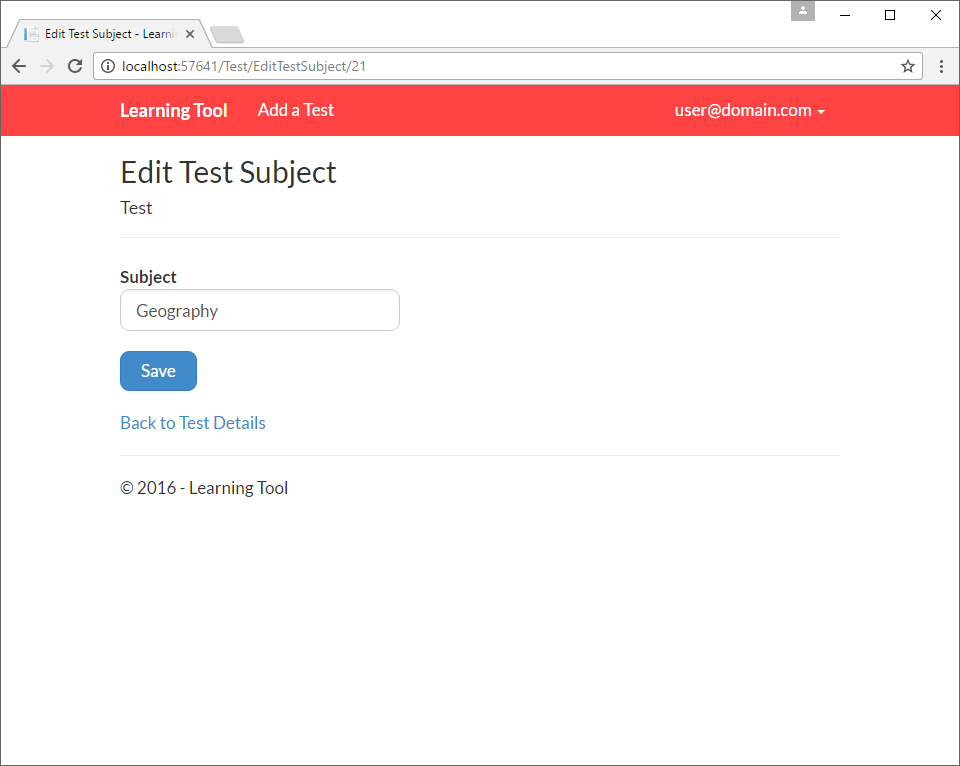 Edit Test Subject - Learni
localhost:57641/Test/EditTestSubject/21
Learning Tool Add a Test user@domain.com
Edit Test Subject
Test
Subject
Geography
Save
Back to Test Details
© 2016 - Learning Tool